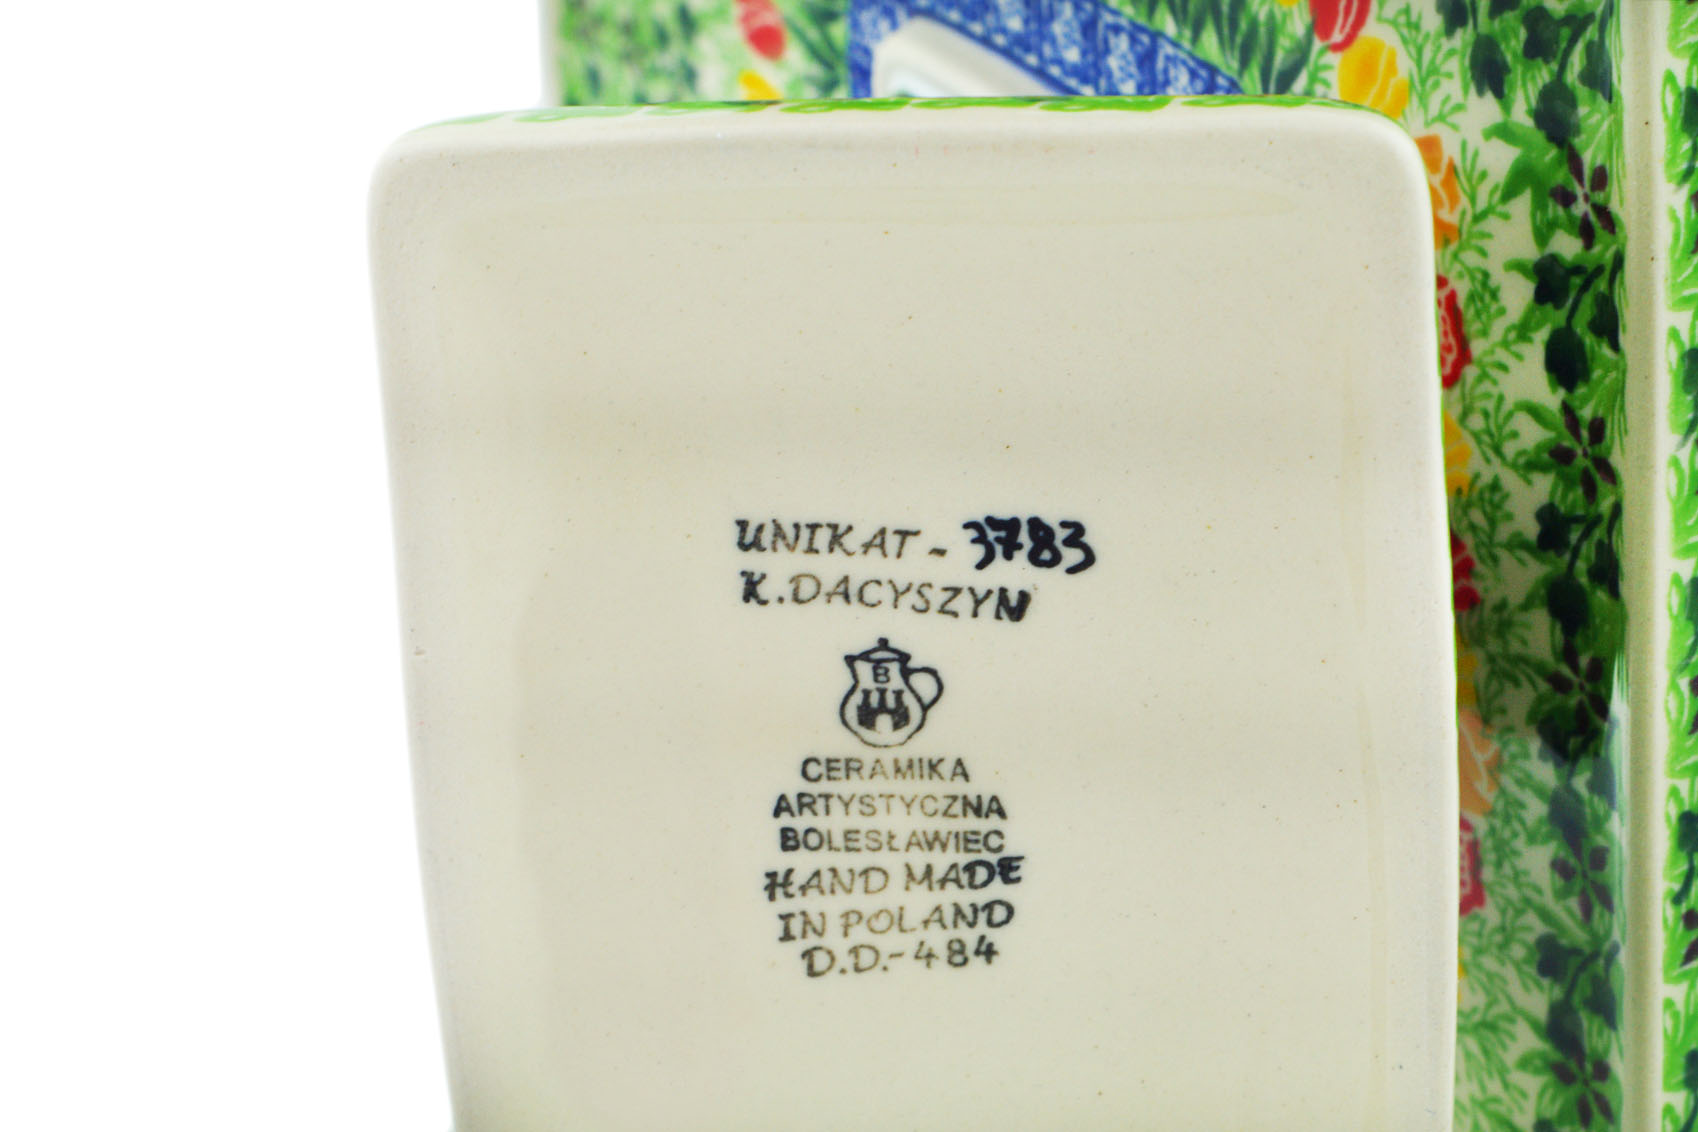 UNIKAT - 3783
K. DACYSZYN
B
CERAMIKA
ARTYSTYCZNA
BOLESŁAWIEC
HAND MADE
IN POLAND
D.D.-484